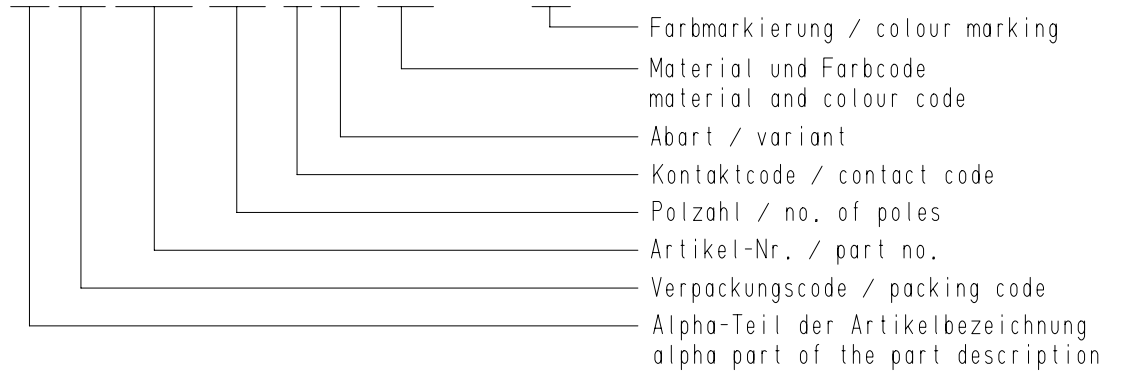 Farbmarkierung / colour marking
Material und Farbcode
material and colour code
Abart / variant
Kontaktcode / contact code
Polzahl / no. of poles
Artikel-Nr. / part no.
Verpackungscode / packing code
Alpha-Teil der Artikelbezeichnung
alpha part of the part description